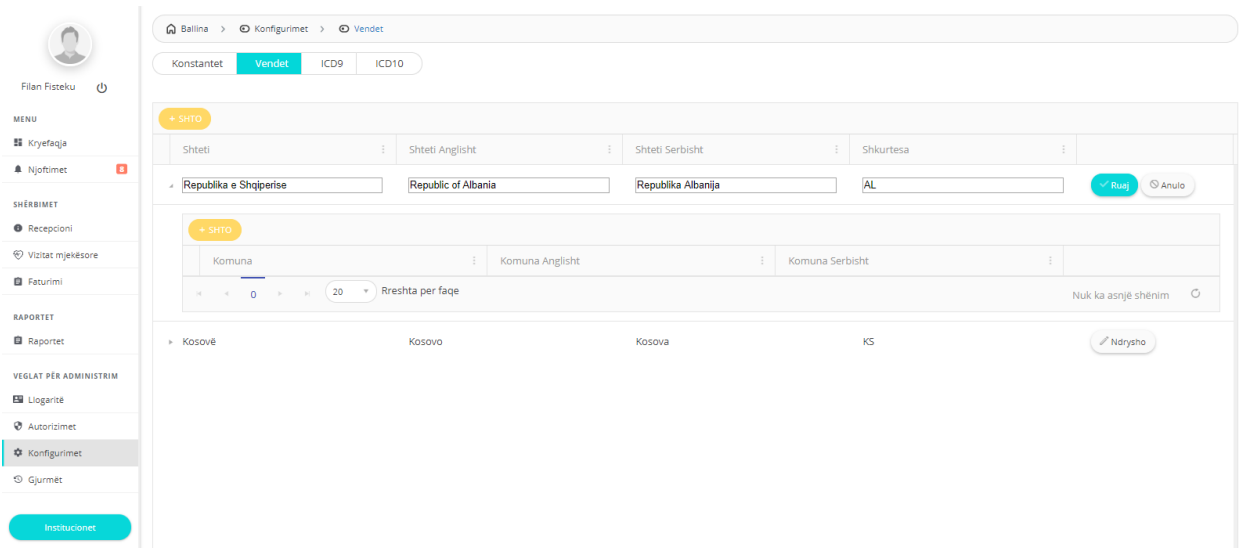 Ballina > Konfigurimet > Vendet
Konstantet Vendet ICD9 ICD10
Filan Fisteku
MENU
Kryefaqja
Njoftimet 8
SHËRBIMET
Recepcioni
Vizitat mjekësore
Faturimi
RAPORTET
Raportet
VEGLAT PËR ADMINISTRIM
Llogaritë
Autorizimet
Konfigurimet
Gjurmët
Institucionet
+ SHTO
Shteti Shteti Anglisht Shteti Serbisht Shkurtesa
Republika e Shqiperise Republic of Albania Republika Albanija AL Ruaj Anulo
+ SHTO
Komuna Komuna Anglisht Komuna Serbisht
0 20 Rreshta per faqe Nuk ka asnjë shënim
Kosovë Kosovo Kosova KS Ndrysho